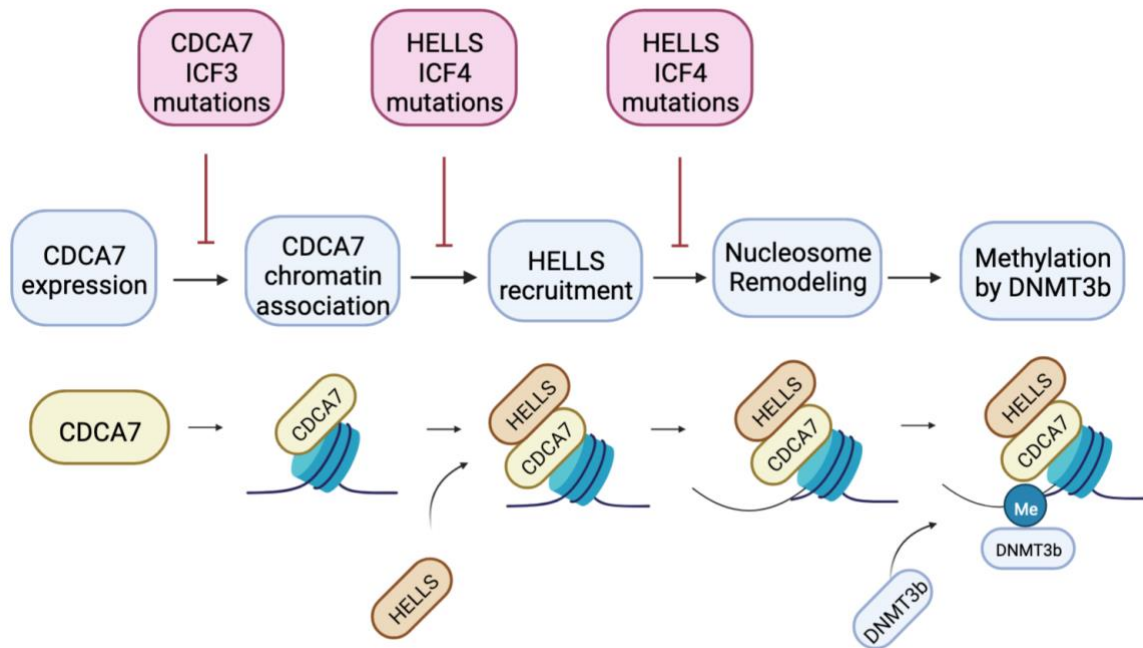 CDCA7
ICF3
mutations
HELLS
ICF4
mutations
HELLS
ICF4
mutations
CDCA7
expression
CDCA7
chromatin
association
HELLS
recruitment
Nucleosome
Remodeling
Methylation
by DNMT3b
CDCA7
CDCA7
HELLS
CDCA7
HELLS
CDCA7
HELLS
CDCA7
Me
DNMT3b
HELLS
DNMT3b